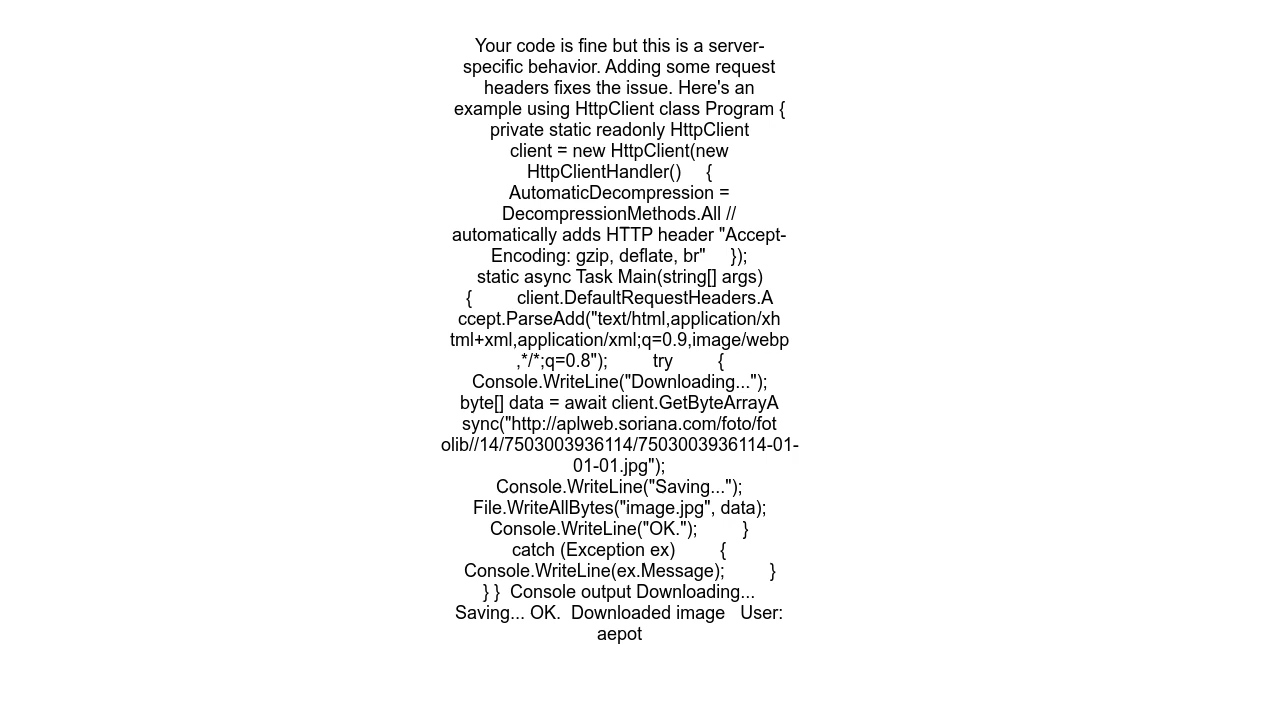 Your code is fine but this is a server-
specific behavior. Adding some request
headers fixes the issue. Here's an
example using HttpClient class Program {
private static readonly HttpClient
client = new HttpClient(new
HttpClientHandler()     {
AutomaticDecompression =
DecompressionMethods.All //
automatically adds HTTP header "Accept-
Encoding: gzip, deflate, br"     });
static async Task Main(string[] args)
{         client.DefaultRequestHeaders.A
ccept.ParseAdd("text/html,application/xh
tml+xml,application/xml;q=0.9,image/webp
,*/*;q=0.8");         try         {
Console.WriteLine("Downloading...");
byte[] data = await client.GetByteArrayA
sync("http://aplweb.soriana.com/foto/fot
olib//14/7503003936114/7503003936114-01-
01-01.jpg");
Console.WriteLine("Saving...");
File.WriteAllBytes("image.jpg", data);
Console.WriteLine("OK.");         }
catch (Exception ex)         {
Console.WriteLine(ex.Message);         }
} }  Console output Downloading...
Saving... OK.  Downloaded image   User:
aepot